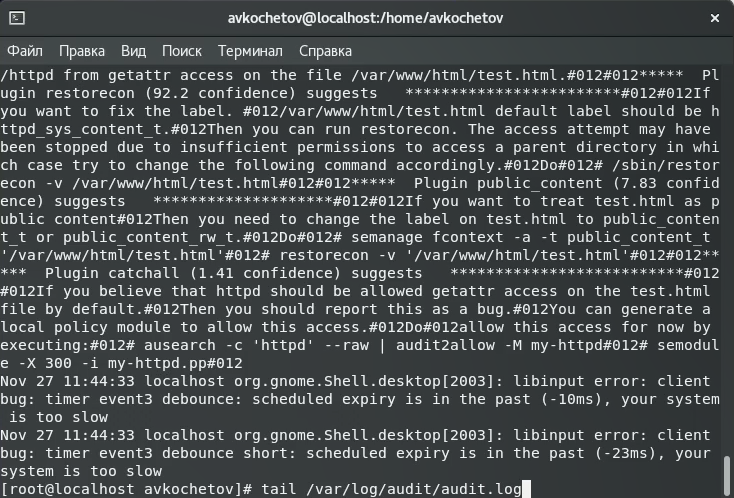 avkochetov@localhost:/home/avkochetov
Файл Правка Вид Поиск Терминал Справка
/httpd from getattr access on the file /var/www/html/test.html.#012#012*****  Pl
ugin restorecon (92.2 confidence) suggests   ************************#012#012If
you want to fix the label. #012/var/www/html/test.html default label should be h
ttpd_sys_content_t.#012Then you can run restorecon. The access attempt may have
been stopped due to insufficient permissions to access a parent directory in whi
ch case try to change the following command accordingly.#012Do#012# /sbin/restor
econ -v /var/www/html/test.html#012#012*****  Plugin public_content (7.83 confid
ence) suggests   ********************#012#012If you want to treat test.html as p
ublic content#012Then you need to change the label on test.html to public_conten
t_t or public_content_rw_t.#012Do#012# semanage fcontext -a -t public_content_t
'/var/www/html/test.html'#012# restorecon -v '/var/www/html/test.html'#012#012**
***  Plugin catchall (1.41 confidence) suggests   **************************#012
#012If you believe that httpd should be allowed getattr access on the test.html
file by default.#012Then you should report this as a bug.#012You can generate a
local policy module to allow this access.#012Do#012allow this access for now by
executing:#012# ausearch -c 'httpd' --raw | audit2allow -M my-httpd#012# semodul
e -X 300 -i my-httpd.pp#012
Nov 27 11:44:33 localhost org.gnome.Shell.desktop[2003]: libinput error: client
bug: timer event3 debounce: scheduled expiry is in the past (-10ms), your system
 is too slow
Nov 27 11:44:33 localhost org.gnome.Shell.desktop[2003]: libinput error: client
bug: timer event3 debounce short: scheduled expiry is in the past (-23ms), your
system is too slow
[root@localhost avkochetov]# tail /var/log/audit/audit.log